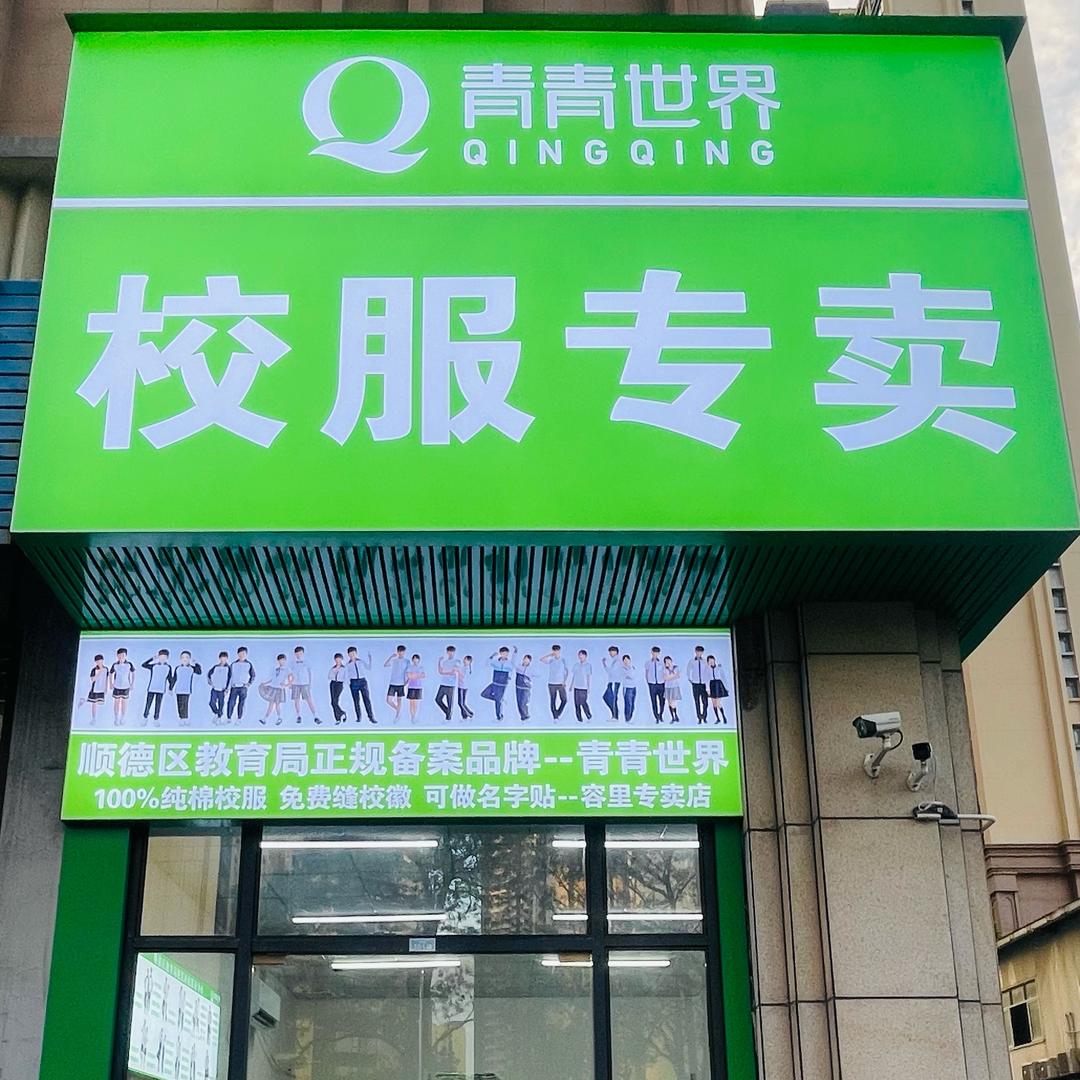 青青世界
QINGQING
校服专卖
顺德区教育局正规备案品牌--青青世界
100%纯棉校服 免费缝校徽 可做名字贴--容里专卖店